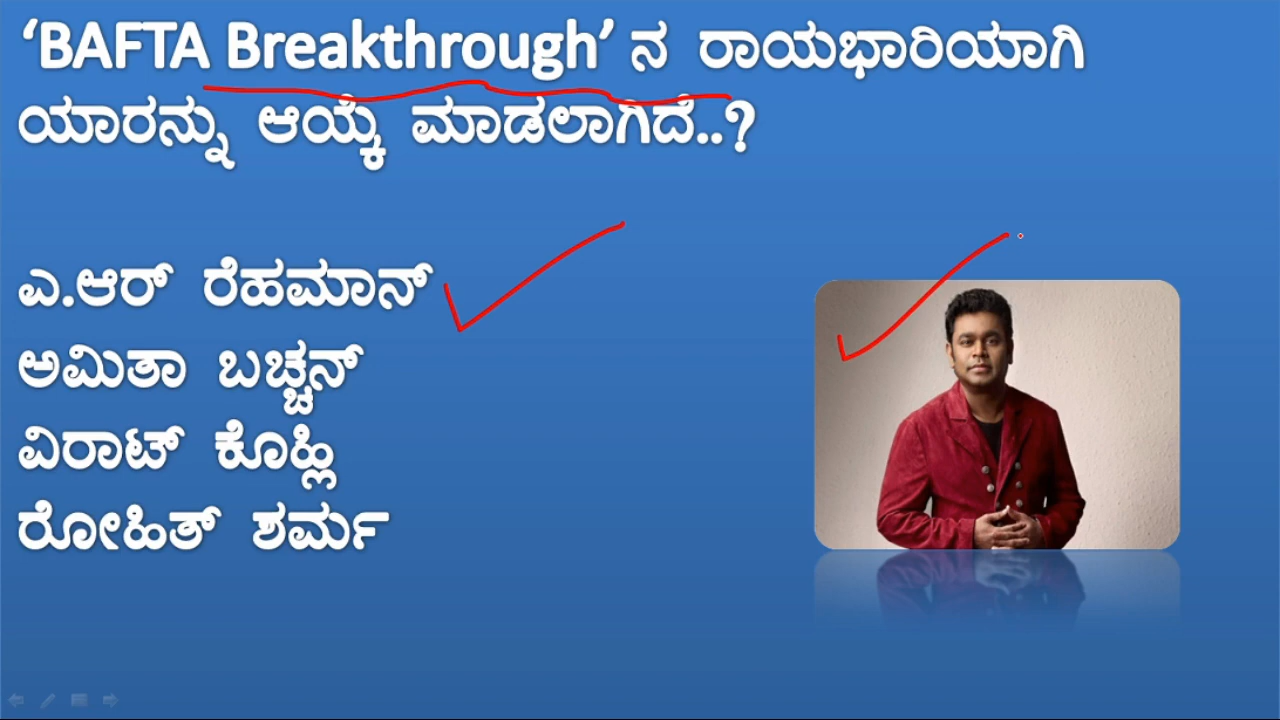 ‘BAFTA Breakthrough’ ನ ರಾಯಭಾರಿಯಾಗಿ
ಯಾರನ್ನು ಆಯ್ಕೆ ಮಾಡಲಾಗಿದೆ..?
ಎ.ಆರ್ ರೆಹಮಾನ್
ಅಮಿತಾ ಬಚ್ಚನ್
ವಿರಾಟ್ ಕೊಹ್ಲಿ
ರೋಹಿತ್ ಶರ್ಮ